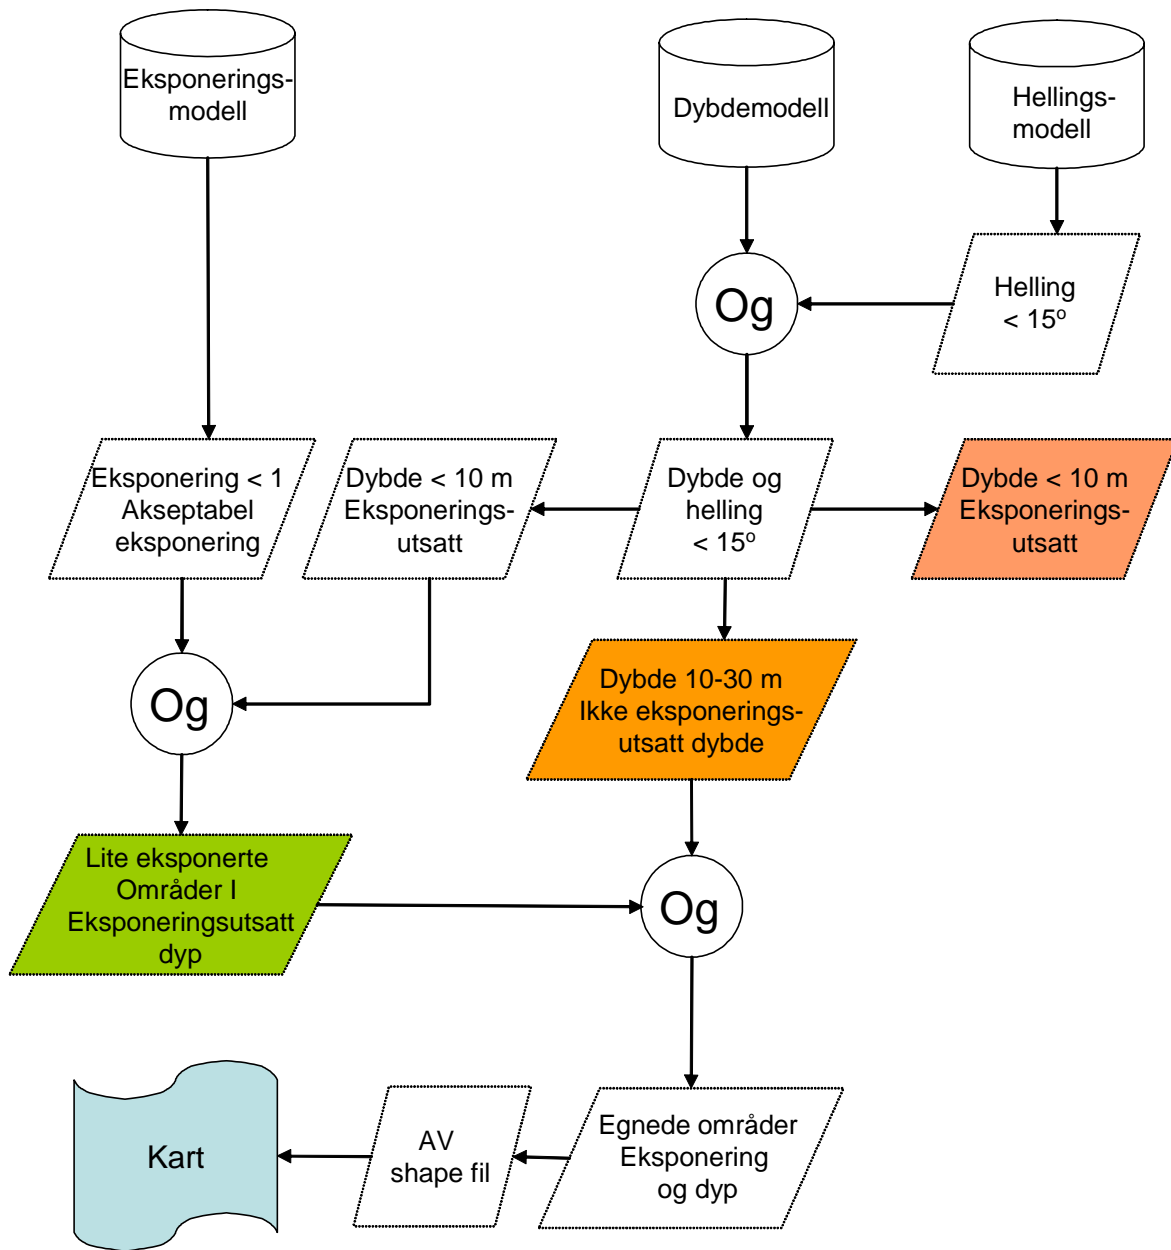 Eksponerings-
modell
Dybdemodell
Hellings-
modell
Og
Helling
< 15º
Eksponering < 1
Akseptabel
eksponering
Dybde < 10 m
Eksponerings-
utsatt
Dybde og
helling
< 15º
Dybde < 10 m
Eksponerings-
utsatt
Og
Dybde 10-30 m
Ikke eksponerings-
utsatt dybde
Lite eksponerte
Områder I
Eksponeringsutsatt
dyp
Og
Kart
AV
shape fil
Egnede områder
Eksponering
og dyp